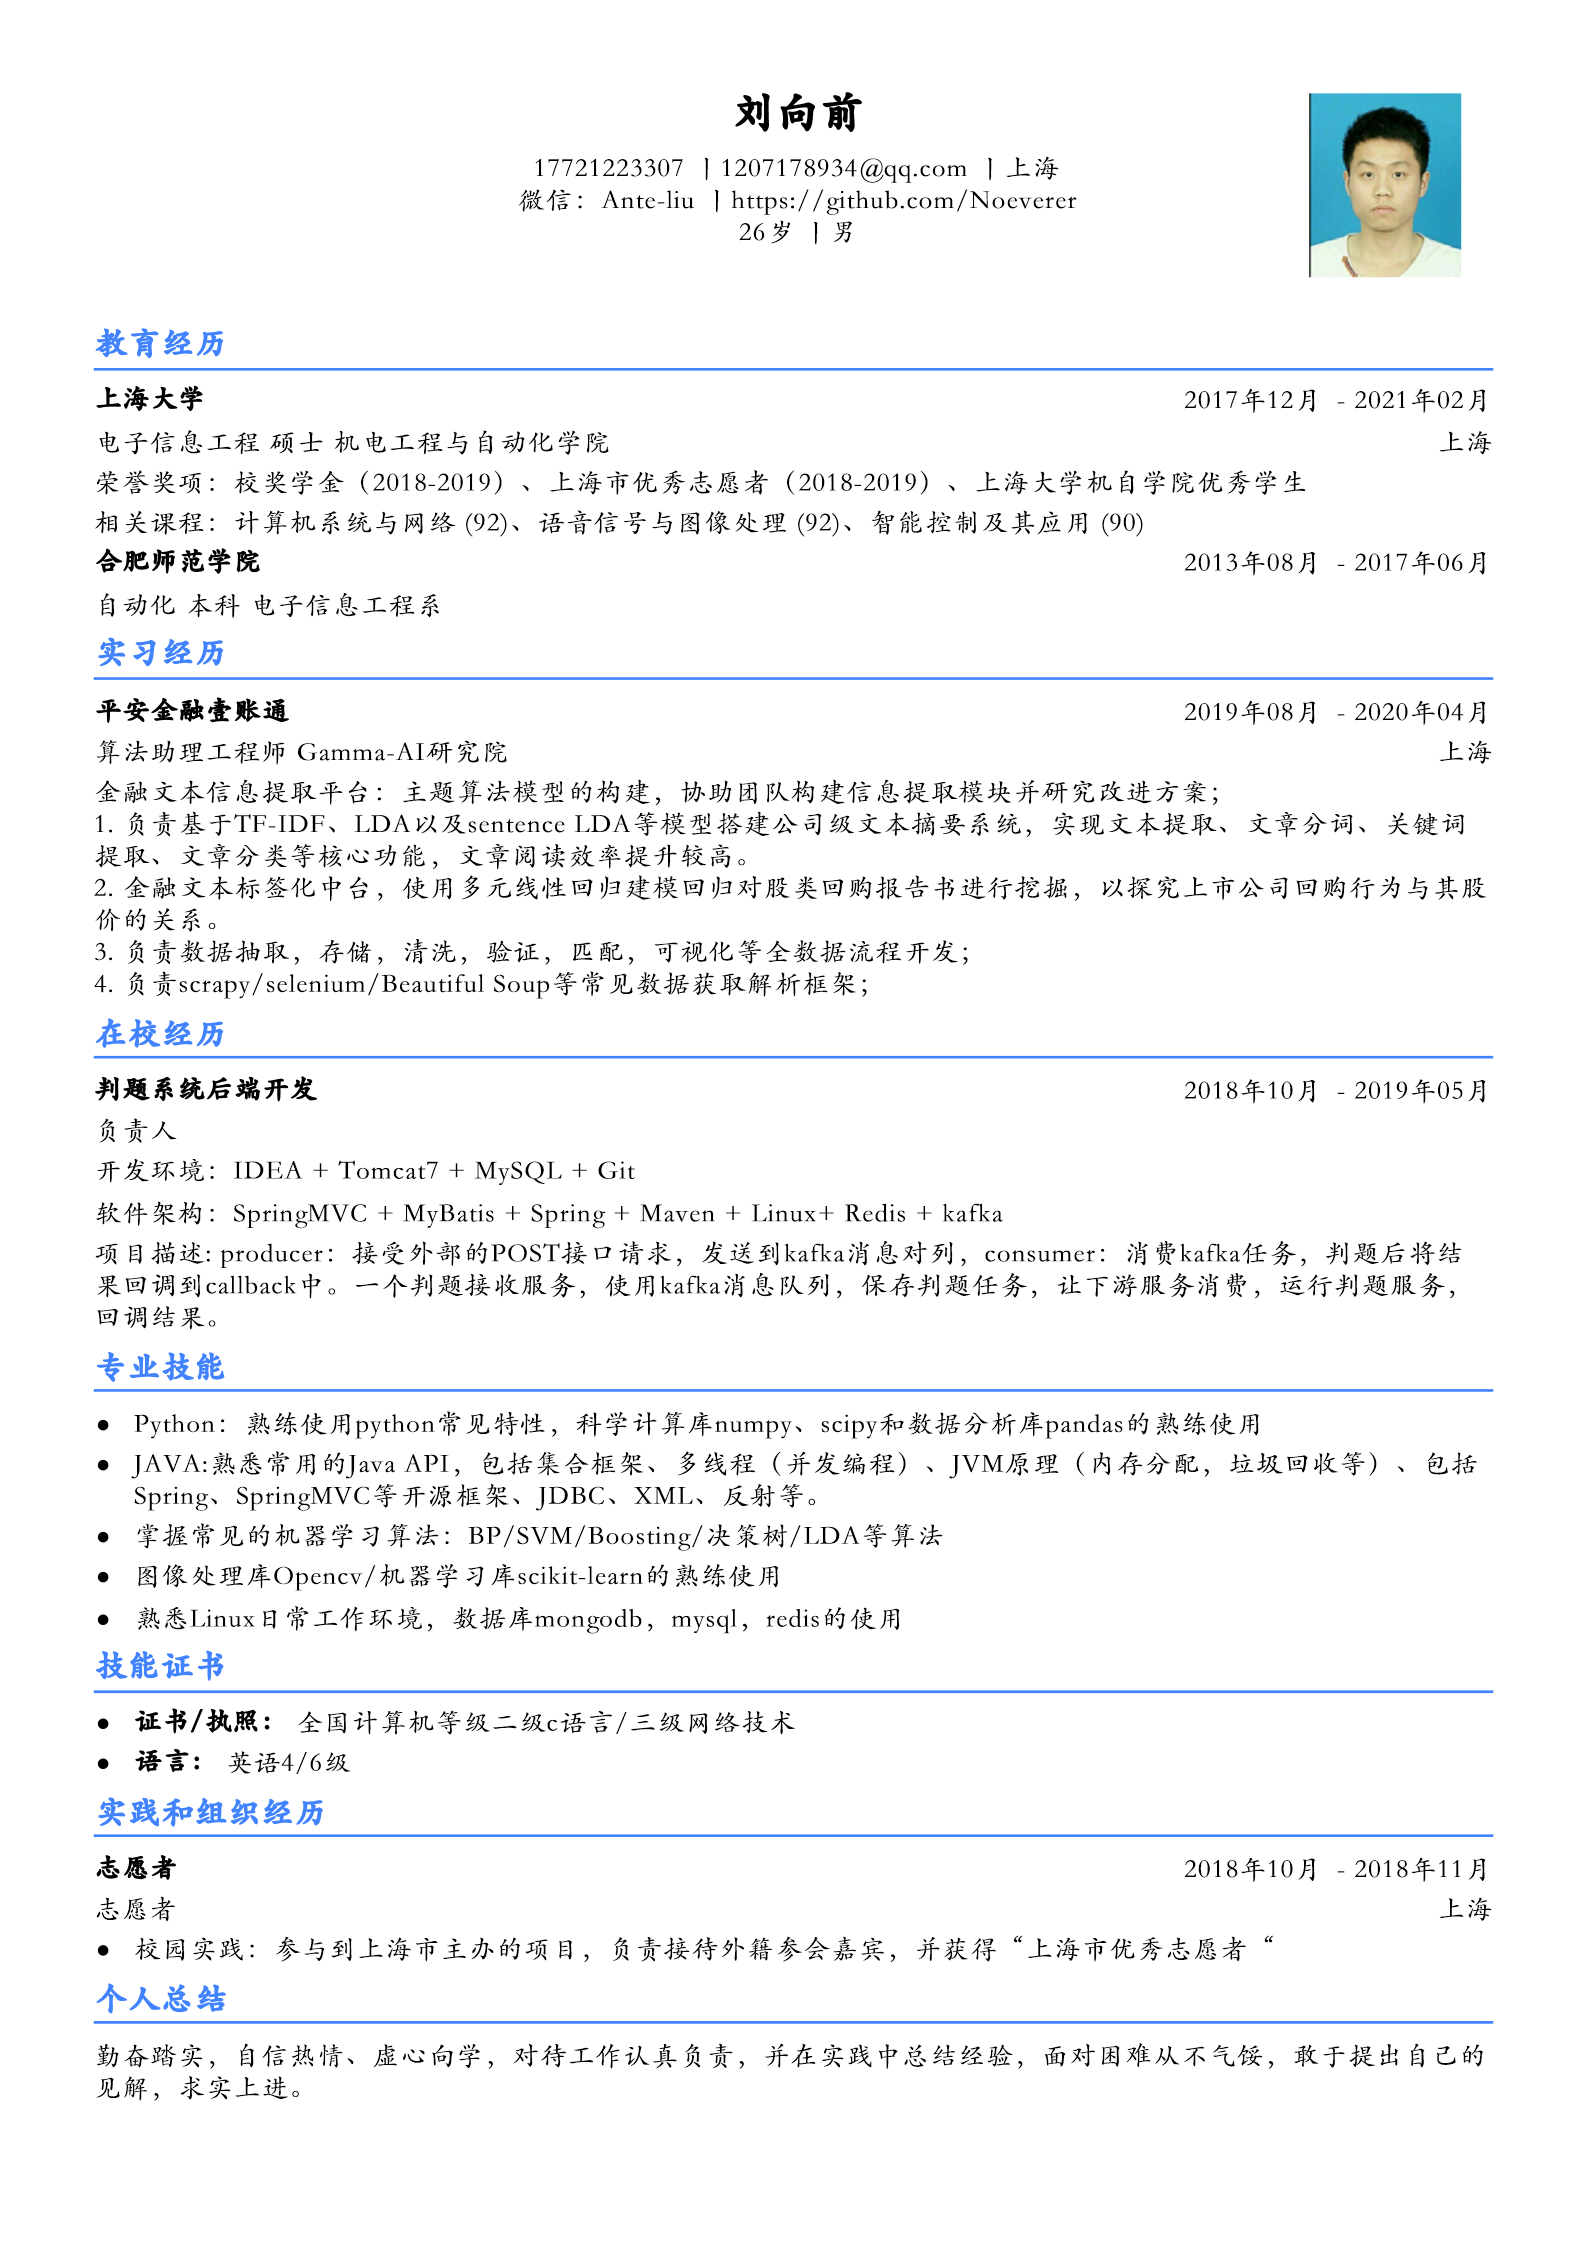 刘向前
17721223307 丨1207178934@qq.com 丨上海
微信：Ante-liu 丨https://github.com/Noeverer
26岁 丨男
教育经历
上海大学 2017年12月 - 2021年02月
电子信息工程 硕士 机电工程与自动化学院 上海
荣誉奖项：校奖学金（2018-2019）、上海市优秀志愿者（2018-2019）、上海大学机自学院优秀学生
相关课程：计算机系统与网络 (92)、语音信号与图像处理 (92)、智能控制及其应用 (90)
合肥师范学院 2013年08月 - 2017年06月
自动化 本科 电子信息工程系
实习经历
平安金融壹账通 2019年08月 - 2020年04月
算法助理工程师 Gamma-AI研究院 上海
金融文本信息提取平台：主题算法模型的构建，协助团队构建信息提取模块并研究改进方案；
1. 负责基于TF-IDF、LDA以及sentence LDA等模型搭建公司级文本摘要系统，实现文本提取、文章分词、关键词
提取、文章分类等核心功能，文章阅读效率提升较高。
2. 金融文本标签化中台，使用多元线性回归建模回归对股类回购报告书进行挖掘，以探究上市公司回购行为与其股
价的关系。
3. 负责数据抽取，存储，清洗，验证，匹配，可视化等全数据流程开发；
4. 负责scrapy/selenium/Beautiful Soup等常见数据获取解析框架；
在校经历
判题系统后端开发 2018年10月 - 2019年05月
负责人
开发环境：IDEA + Tomcat7 + MySQL + Git
软件架构：SpringMVC + MyBatis + Spring + Maven + Linux+ Redis + kafka
项目描述: producer：接受外部的POST接口请求，发送到kafka消息对列，consumer：消费kafka任务，判题后将结
果回调到callback中。一个判题接收服务，使用kafka消息队列，保存判题任务，让下游服务消费，运行判题服务，
回调结果。
专业技能
● Python：熟练使用python常见特性，科学计算库numpy、scipy和数据分析库pandas的熟练使用
● JAVA:熟悉常用的Java API，包括集合框架、多线程（并发编程）、JVM原理（内存分配，垃圾回收等）、包括
Spring、SpringMVC等开源框架、JDBC、XML、反射等。
● 掌握常见的机器学习算法：BP/SVM/Boosting/决策树/LDA等算法
● 图像处理库Opencv/机器学习库scikit-learn的熟练使用
● 熟悉Linux日常工作环境，数据库mongodb，mysql，redis的使用
技能证书
● 证书/执照： 全国计算机等级二级c语言/三级网络技术
● 语言： 英语4/6级
实践和组织经历
志愿者 2018年10月 - 2018年11月
志愿者 上海
● 校园实践：参与到上海市主办的项目，负责接待外籍参会嘉宾，并获得“上海市优秀志愿者“
个人总结
勤奋踏实，自信热情、虚心向学，对待工作认真负责，并在实践中总结经验，面对困难从不气馁，敢于提出自己的
见解，求实上进。